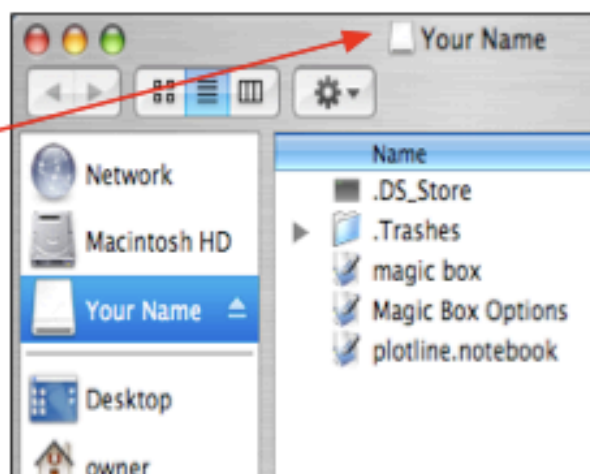 Your Name
Name
Network
.DS_Store
.Trashes
Macintosh HD
magic box
Your Name
Magic Box Options
plotline.notebook
Desktop
owner